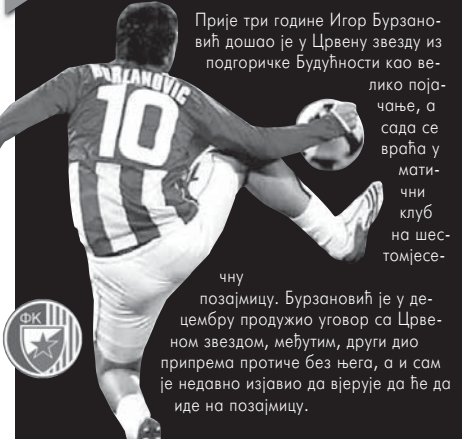 Прије три године Игор Бурзано-
вић дошао је у Црвену звезду из
подгоричке Будућности као ве-
лико поја-
чање, а
сада се
враћа у
мати-
чни
клуб
на шес-
томјесе-
чну
позајмицу. Бурзановић је у де-
цембру продужио уговор са Црве-
ном звездом, међутим, други дио
припрема протиче без њега, а и сам
је недавно изјавио да вјерује да ће да
иде на позајмицу.
BURZANOVIC
10
ФК